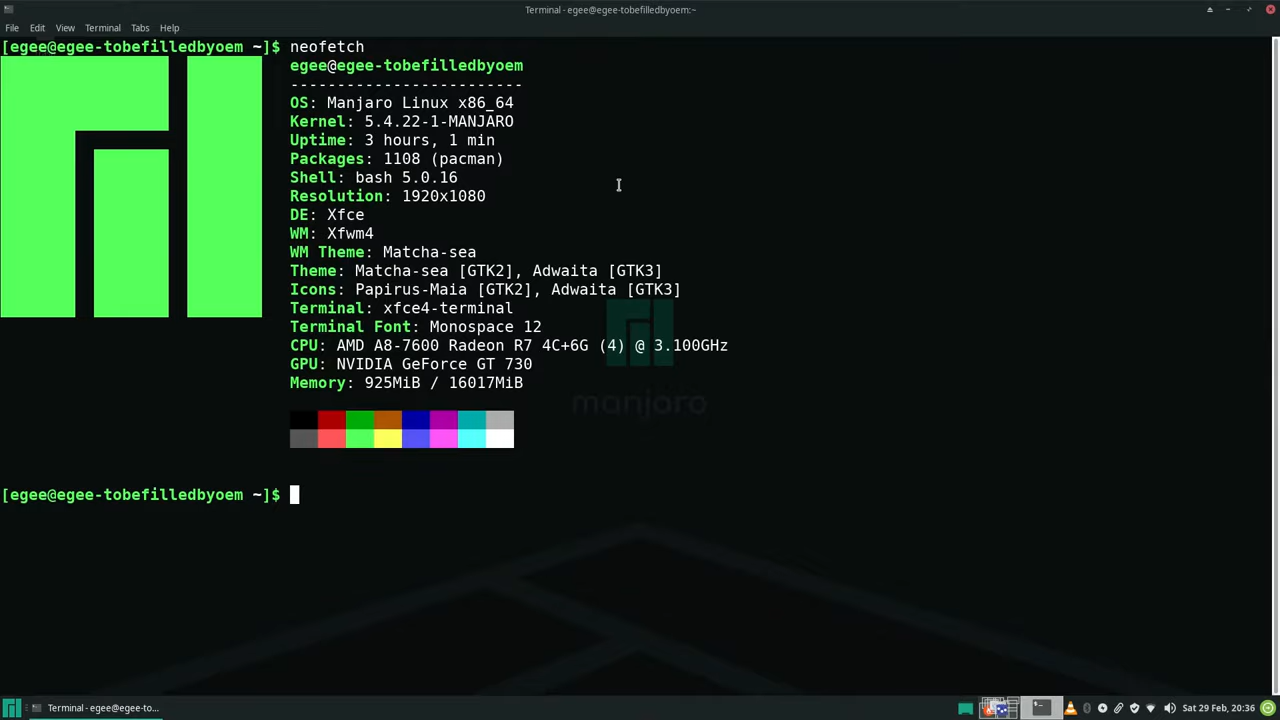 Terminal - egee@egee-tobefilledbyoem:~
File Edit View Terminal Tabs Help
[egee@egee-tobefilledbyoem ~]$ neofetch
egee@egee-tobefilledbyoem
-------------------------
OS: Manjaro Linux x86_64
Kernel: 5.4.22-1-MANJARO
Uptime: 3 hours, 1 min
Packages: 1108 (pacman)
Shell: bash 5.0.16
Resolution: 1920x1080
DE: Xfce
WM: Xfwm4
WM Theme: Matcha-sea
Theme: Matcha-sea [GTK2], Adwaita [GTK3]
Icons: Papirus-Maia [GTK2], Adwaita [GTK3]
Terminal: xfce4-terminal
Terminal Font: Monospace 12
CPU: AMD A8-7600 Radeon R7 4C+6G (4) @ 3.100GHz
GPU: NVIDIA GeForce GT 730
Memory: 925MiB / 16017MiB
manjaro
[egee@egee-tobefilledbyoem ~]$
Terminal - egee@egee-to... Sat 29 Feb, 20:36